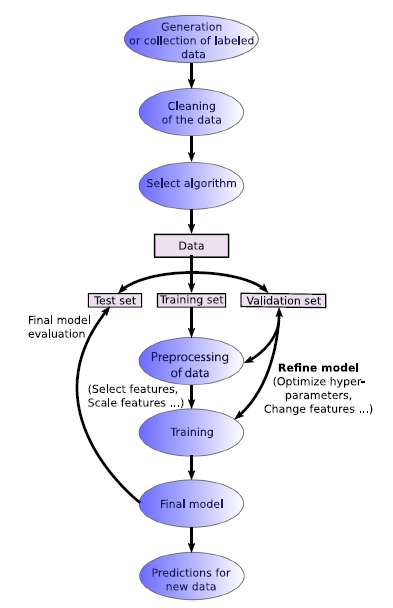 Generation
or collection of labeled
data
Cleaning
of the data
Select algorithm
Data
Test set
Training set
Validation set
Final model
evaluation
Preprocessing
of data
Refine model
(Optimize hyper-
parameters,
Change features ...)
(Select features,
Scale features ...)
Training
Final model
Predictions for
new data